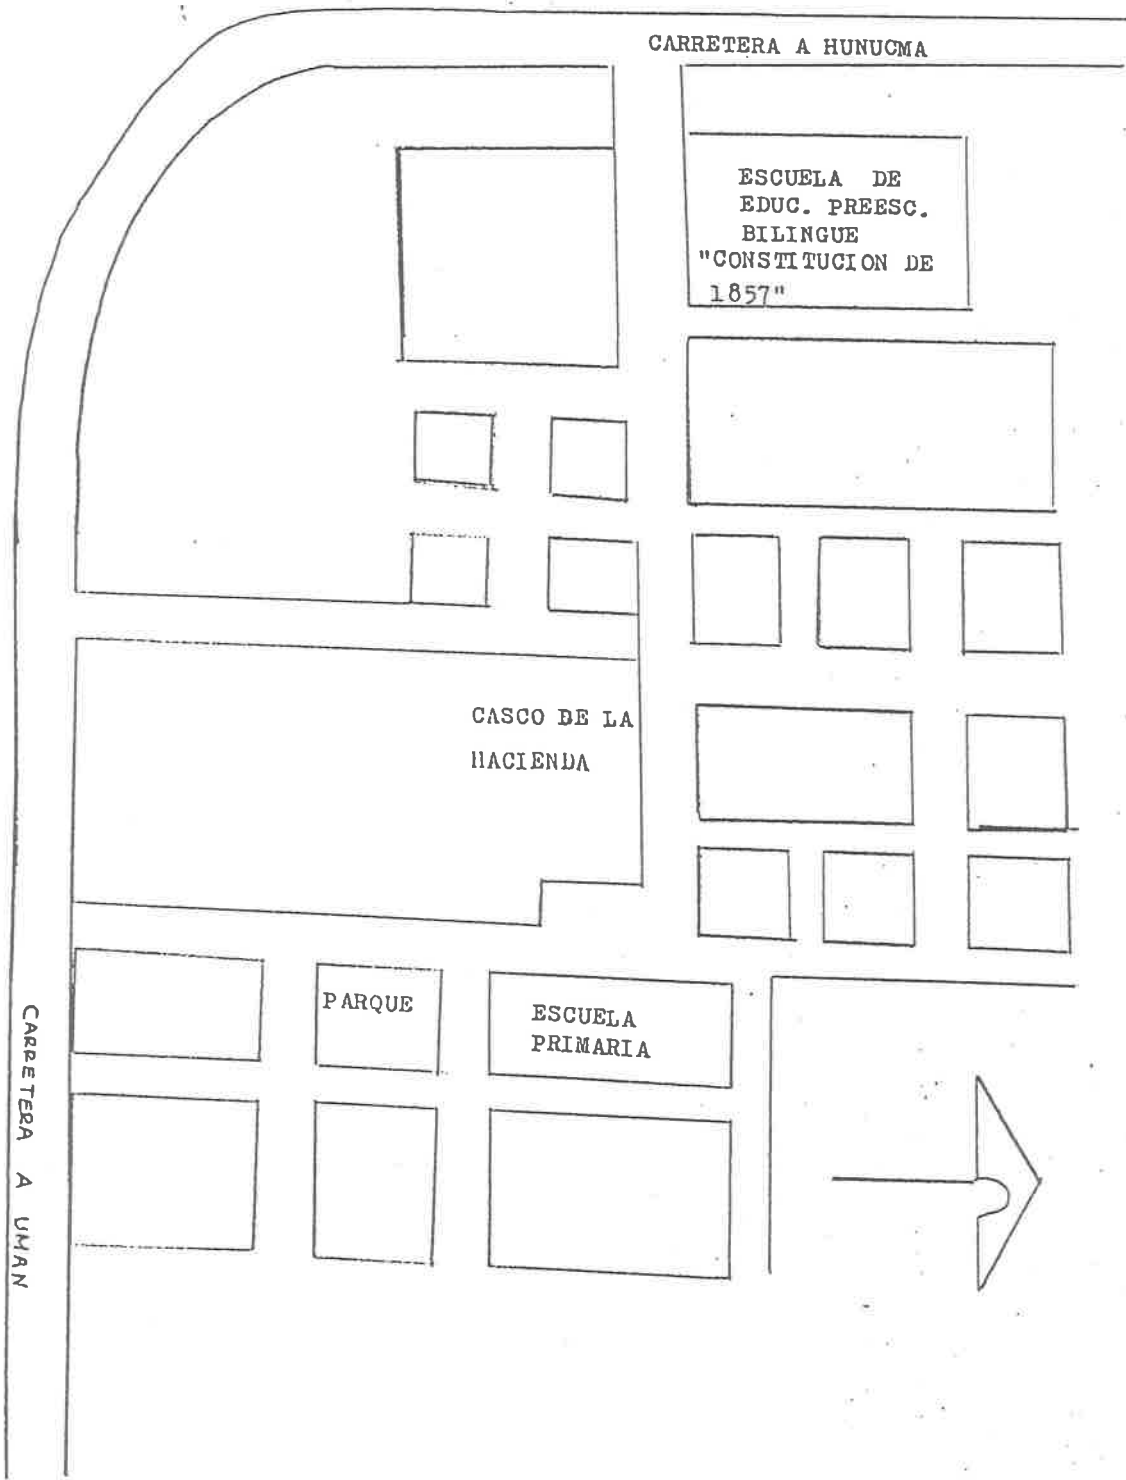 CARRETERA A HUNUCMA
ESCUELA DE
EDUC. PREESC.
BILINGUE
"CONSTITUCION DE
1857"
CASCO DE LA
HACIENDA
PARQUE
ESCUELA
PRIMARIA
CARRETERA A UMAN